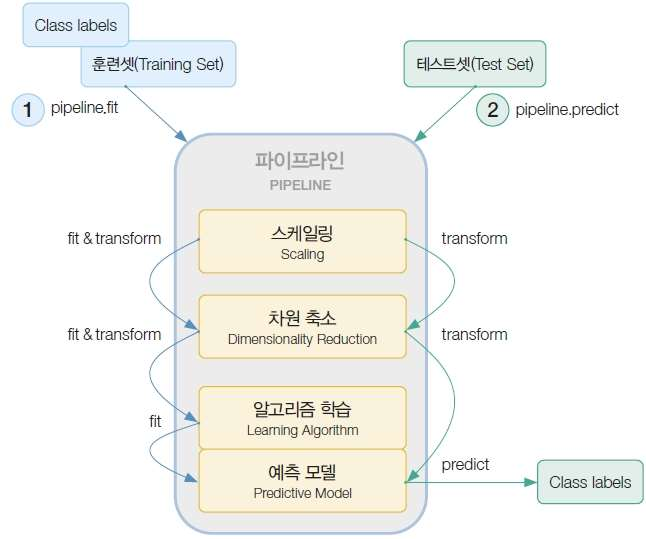 Class labels
훈련셋(Training Set)
테스트셋(Test Set)
1 pipeline.fit
2 pipeline.predict
파이프라인
PIPELINE
fit & transform
스케일링
Scaling
transform
fit & transform
차원 축소
Dimensionality Reduction
transform
fit
알고리즘 학습
Learning Algorithm
예측 모델
Predictive Model
predict
Class labels